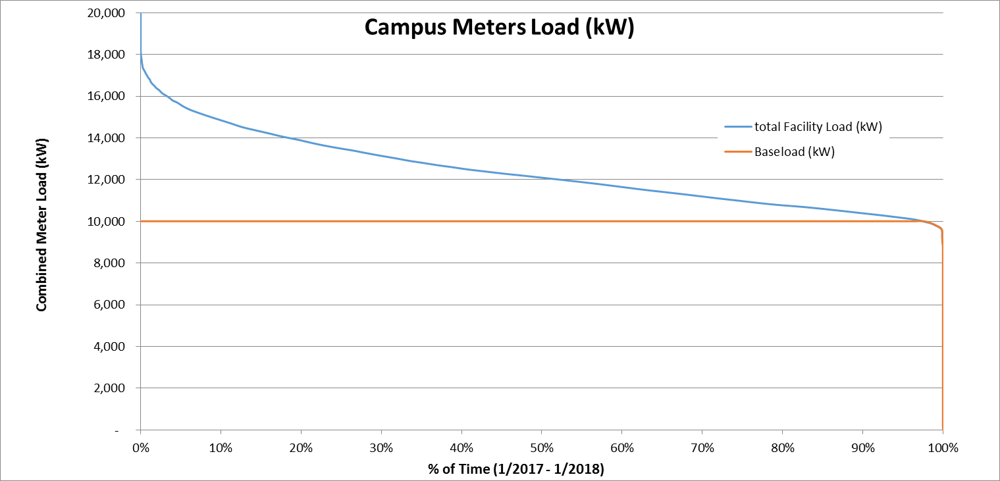 Campus Meters Load (kW)
20,000
18,000
16,000
14,000
12,000
10,000
8,000
6,000
4,000
2,000
-
Combined Meter Load (kW)
total Facility Load (kW)
Baseload (kW)
0% 10% 20% 30% 40% 50% 60% 70% 80% 90% 100%
% of Time (1/2017 - 1/2018)